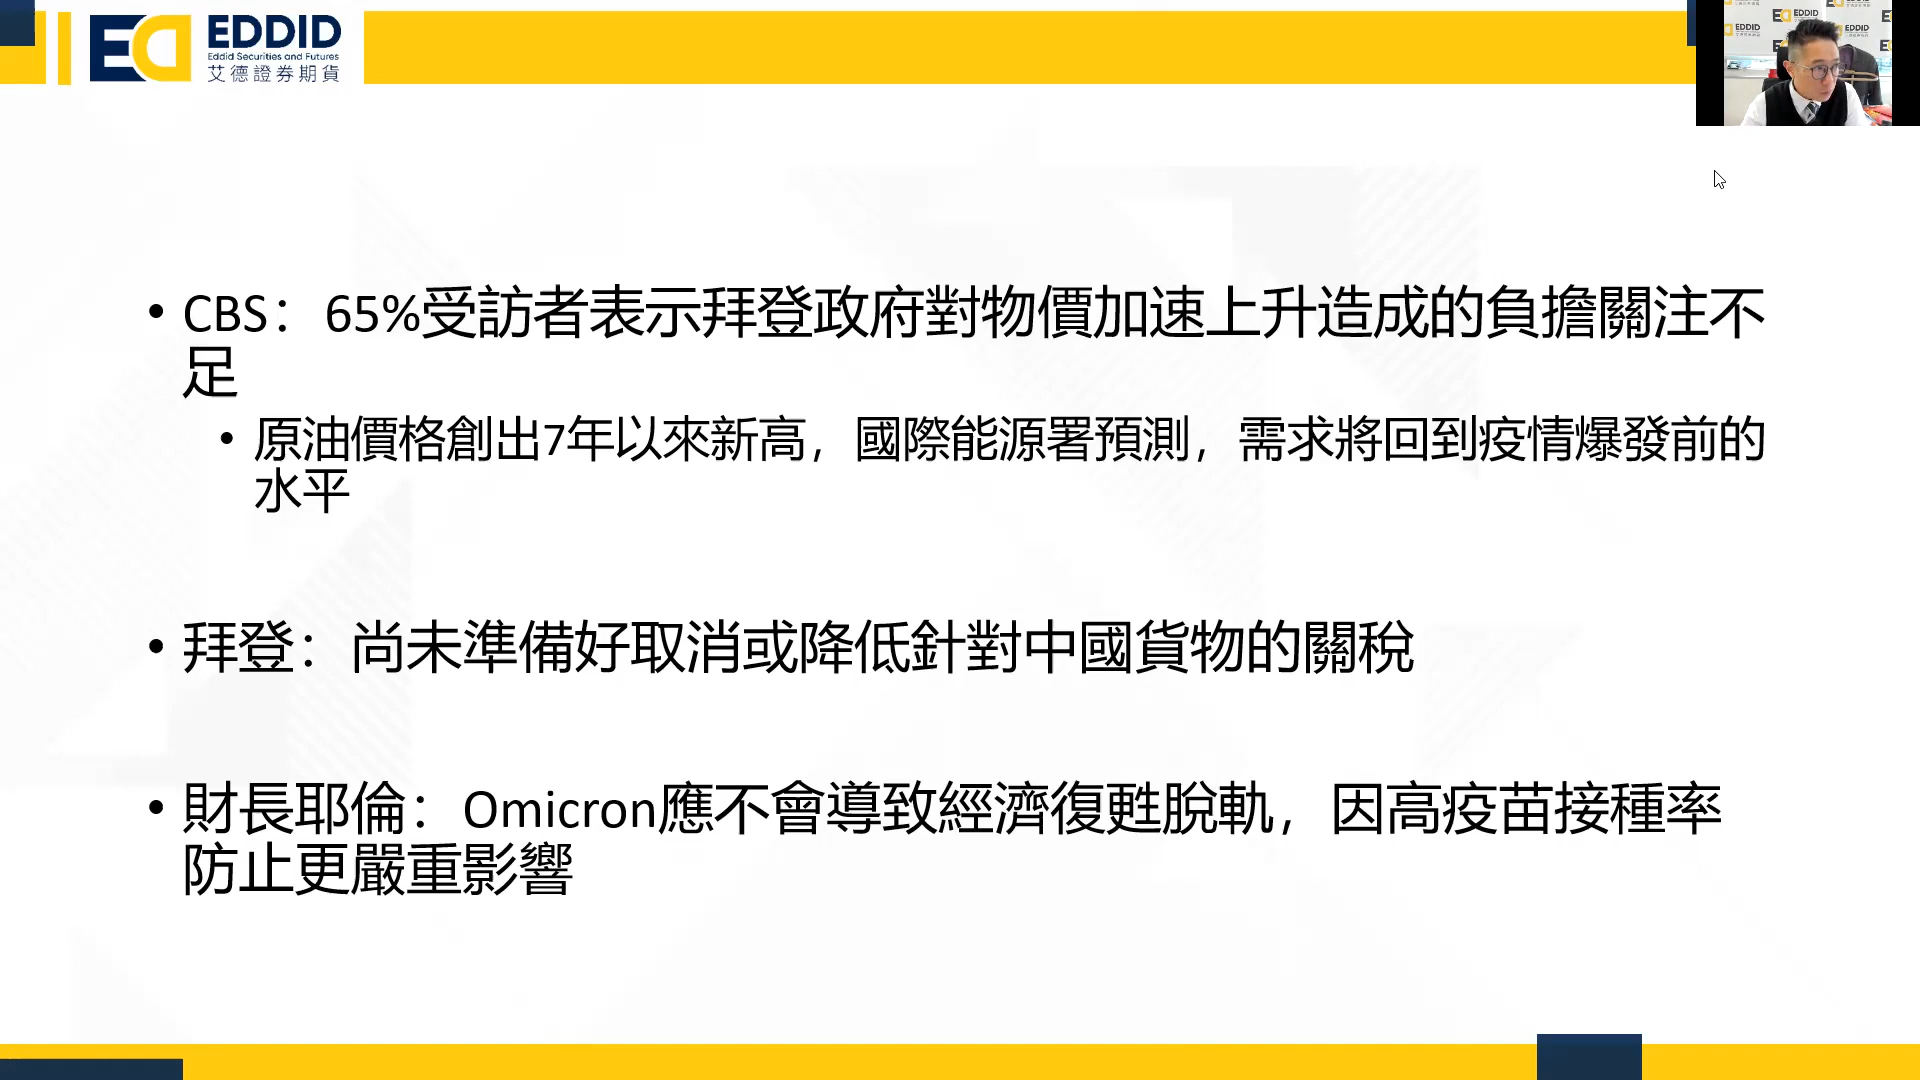 EDDID
Eddid Securities and Futures
艾德證券期貨
EDDID
EDDID
EDDID
• CBS：65%受訪者表示拜登政府對物價加速上升造成的負擔關注不
足
• 原油價格創出7年以來新高，國際能源署預測，需求將回到疫情爆發前的
水平
• 拜登：尚未準備好取消或降低針對中國貨物的關稅
• 財長耶倫：Omicron應不會導致經濟復甦脫軌，因高疫苗接種率
防止更嚴重影響